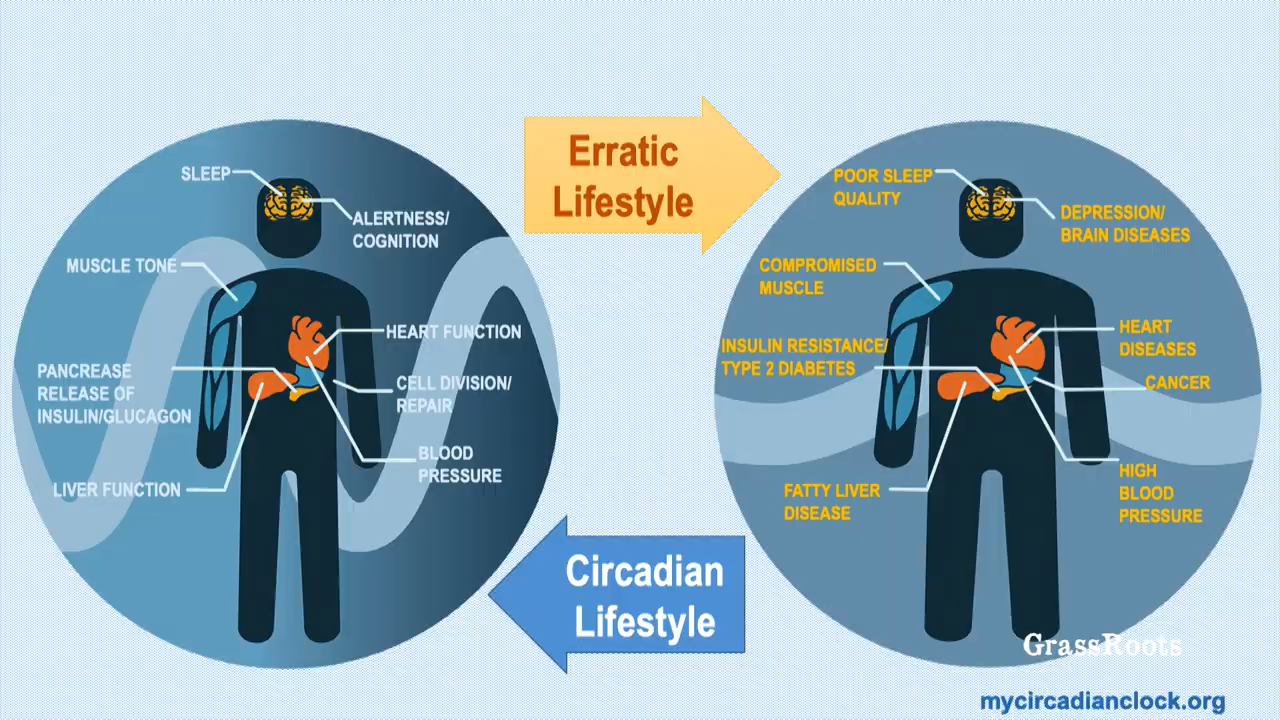 Erratic
Lifestyle
SLEEP
ALERTNESS/
COGNITION
MUSCLE TONE
HEART FUNCTION
PANCREASE
RELEASE OF
INSULIN/GLUCAGON
CELL DIVISION/
REPAIR
BLOOD
PRESSURE
LIVER FUNCTION
POOR SLEEP
QUALITY
DEPRESSION/
BRAIN DISEASES
COMPROMISED
MUSCLE
HEART
DISEASES
INSULIN RESISTANCE/
TYPE 2 DIABETES
CANCER
FATTY LIVER
DISEASE
HIGH
BLOOD
PRESSURE
Circadian
Lifestyle
GrassRoots
mycircadianclock.org